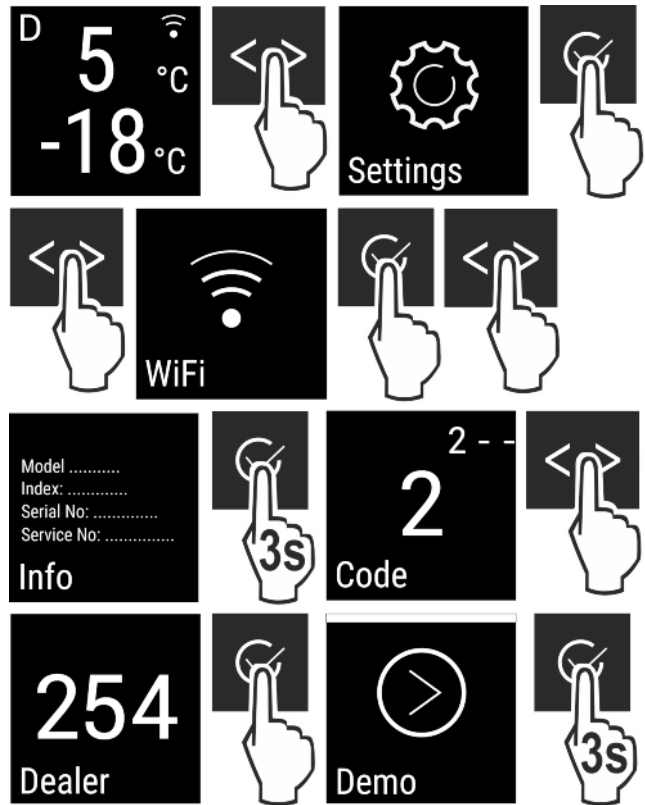 D
5 °C
-18 °C
Settings
WiFi
Model ...........
Index: .............
Serial No: ..............
Service No: ...............
Info
3s
2 - -
2
Code
254
Dealer
Demo
3s